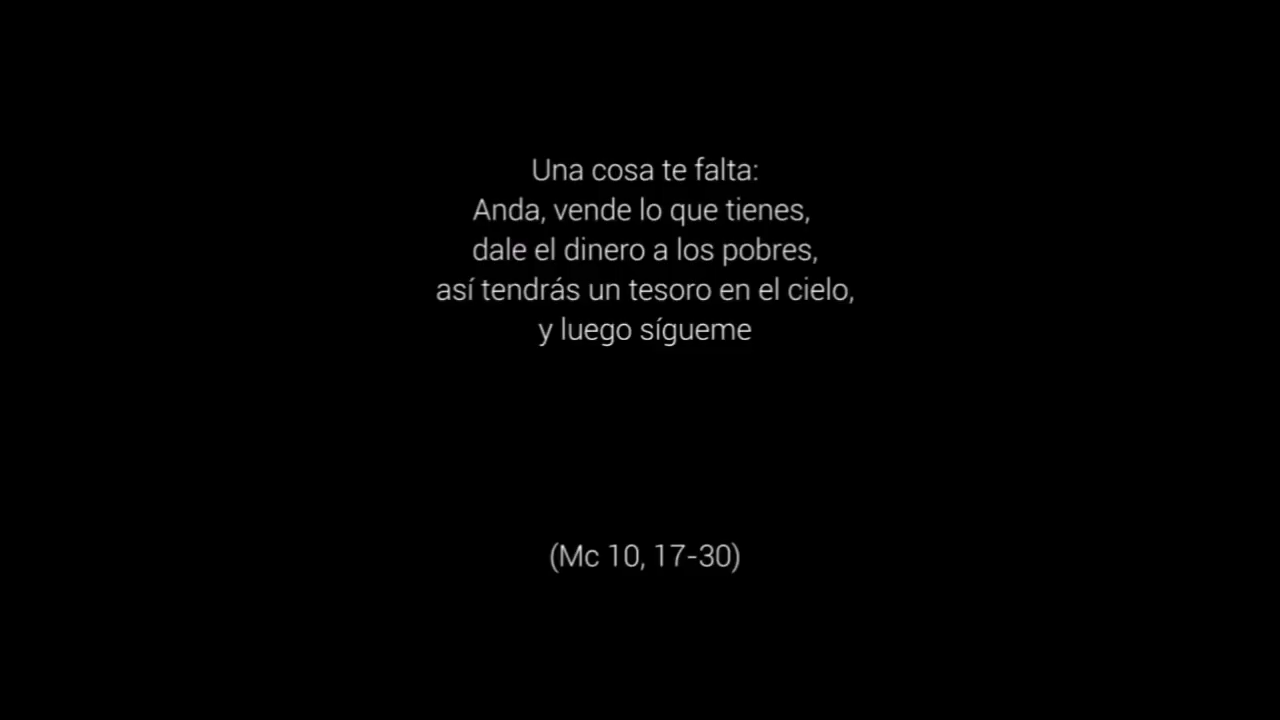 Una cosa te falta:
Anda, vende lo que tienes,
dale el dinero a los pobres,
así tendrás un tesoro en el cielo,
y luego sígueme
(Mc 10, 17-30)